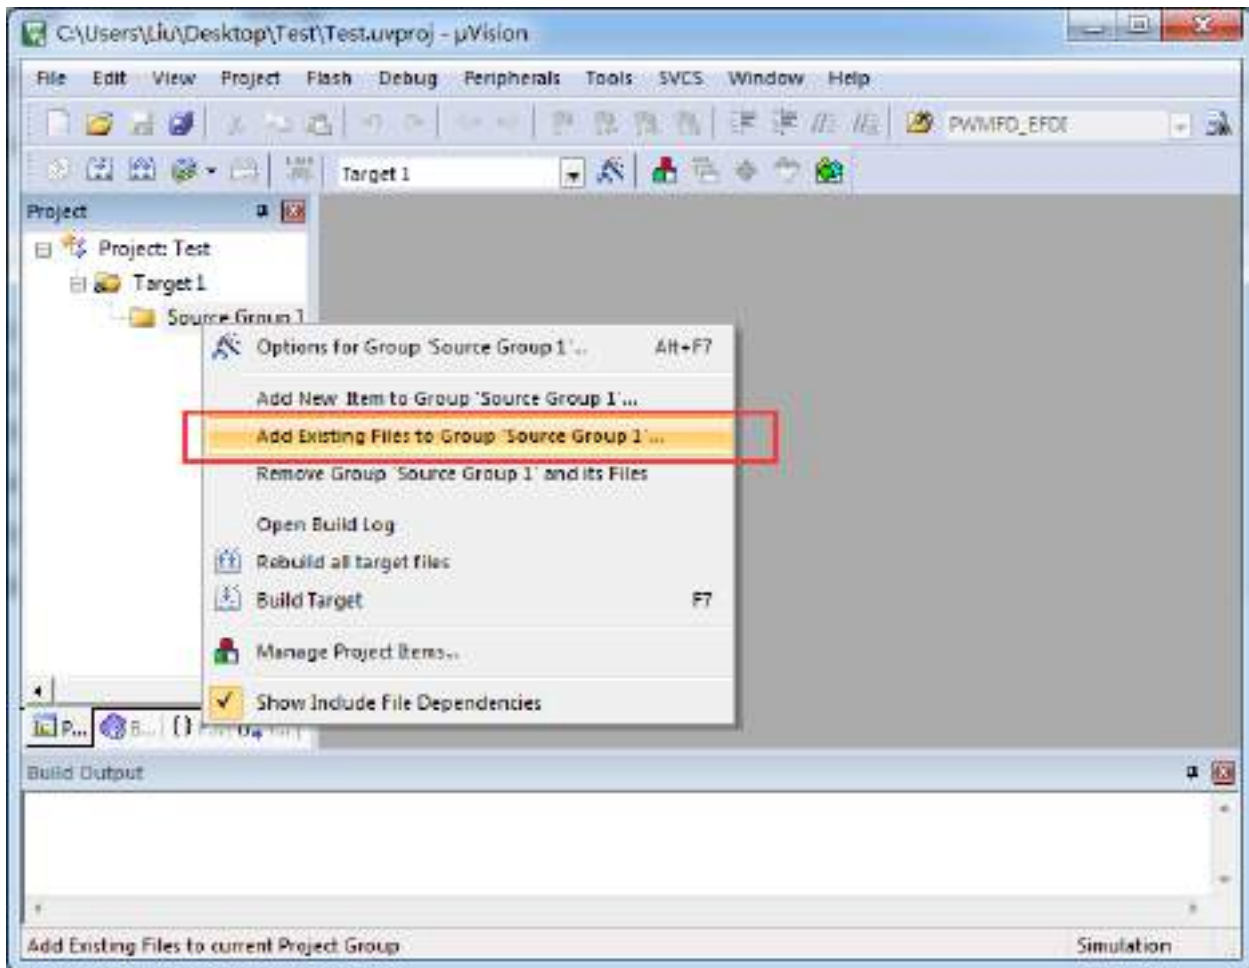 C:\Users\Liu\Desktop\Test\Test.uvproj - µVision
File Edit View Project Flash Debug Peripherals Tools SVCS Window Help
PWMFD_EFDI
Target 1
Project
Project: Test
Target 1
Source Group 1
Options for Group 'Source Group 1'... Alt+F7
Add New Item to Group 'Source Group 1'...
Add Existing Files to Group 'Source Group 1'...
Remove Group 'Source Group 1' and its Files
Open Build Log
Rebuild all target files
Build Target F7
Manage Project Items...
Show Include File Dependencies
P... B... {}
Build Output
Add Existing Files to current Project Group Simulation